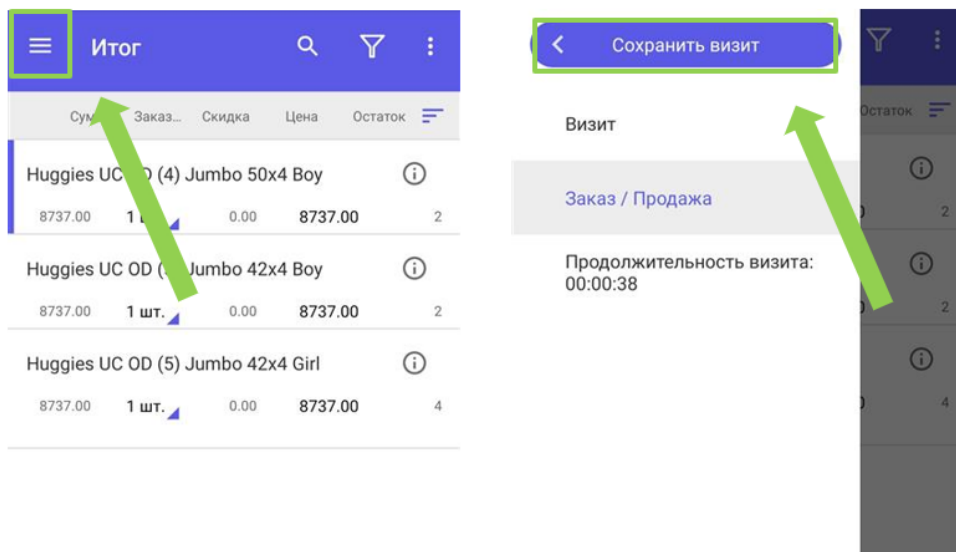 Итог
Заказ... Скидка Цена Остаток
Huggies UC (4) Jumbo 50x4 Boy
8737.00 1 0.00 8737.00 2
Huggies UC OD Jumbo 42x4 Boy
8737.00 1 шт. 0.00 8737.00 2
Huggies UC OD (5) Jumbo 42x4 Girl
8737.00 1 шт. 0.00 8737.00 4
Сохранить визит
Визит
Заказ / Продажа
Продолжительность визита:
00:00:38
Остаток
2
2
4